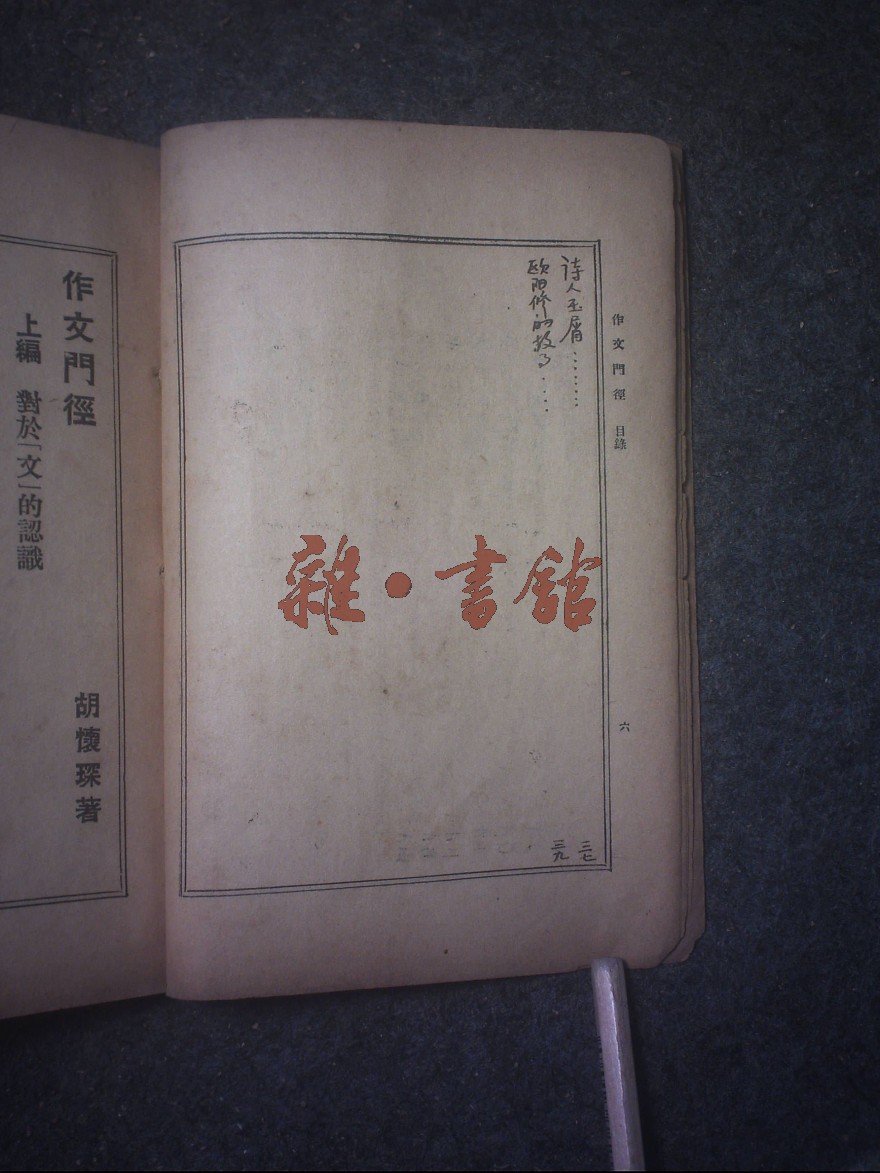 作文門徑 目錄
六
詩人玉屑………
三七
歐陽修的故事……
三九
雜·書館
作文門徑
胡懷琛著
上編 對於「文」的認識